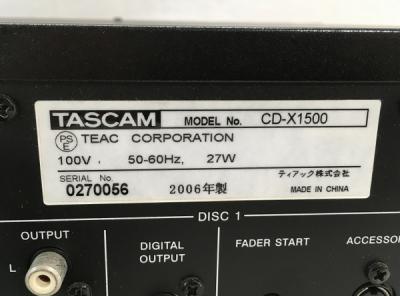 TASCAM MODEL No. CD-X1500
PS E TEAC CORPORATION
100V 50-60Hz, 27W
ティアック株式会社
SERIAL No.
0270056 2006年製 MADE IN CHINA
DISC 1
OUTPUT
DIGITAL OUTPUT
FADER START
ACCESSOR
L